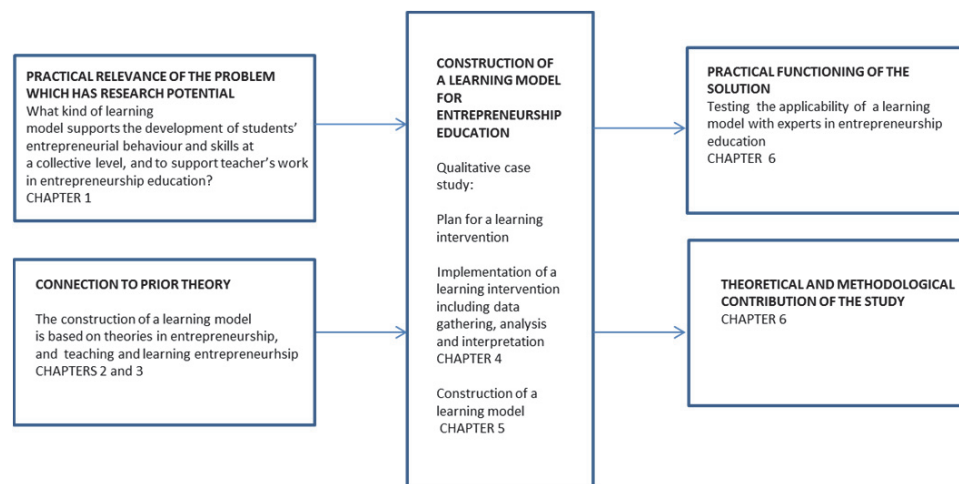 PRACTICAL RELEVANCE OF THE PROBLEM
WHICH HAS RESEARCH POTENTIAL
What kind of learning
model supports the development of students'
entrepreneurial behaviour and skills at
a collective level, and to support teacher's work
in entrepreneurship education?
CHAPTER 1
CONNECTION TO PRIOR THEORY
The construction of a learning model
is based on theories in entrepreneurship,
and teaching and learning entrepreneurhsip
CHAPTERS 2 and 3
CONSTRUCTION OF
A LEARNING MODEL
FOR
ENTREPRENEURSHIP
EDUCATION
Qualitative case
study:
Plan for a learning
intervention
Implementation of a
learning intervention
including data
gathering, analysis
and interpretation
CHAPTER 4
Construction of a
learning model
CHAPTER 5
PRACTICAL FUNCTIONING OF THE
SOLUTION
Testing the applicability of a learning
model with experts in entrepreneurship
education
CHAPTER 6
THEORETICAL AND METHODOLOGICAL
CONTRIBUTION OF THE STUDY
CHAPTER 6